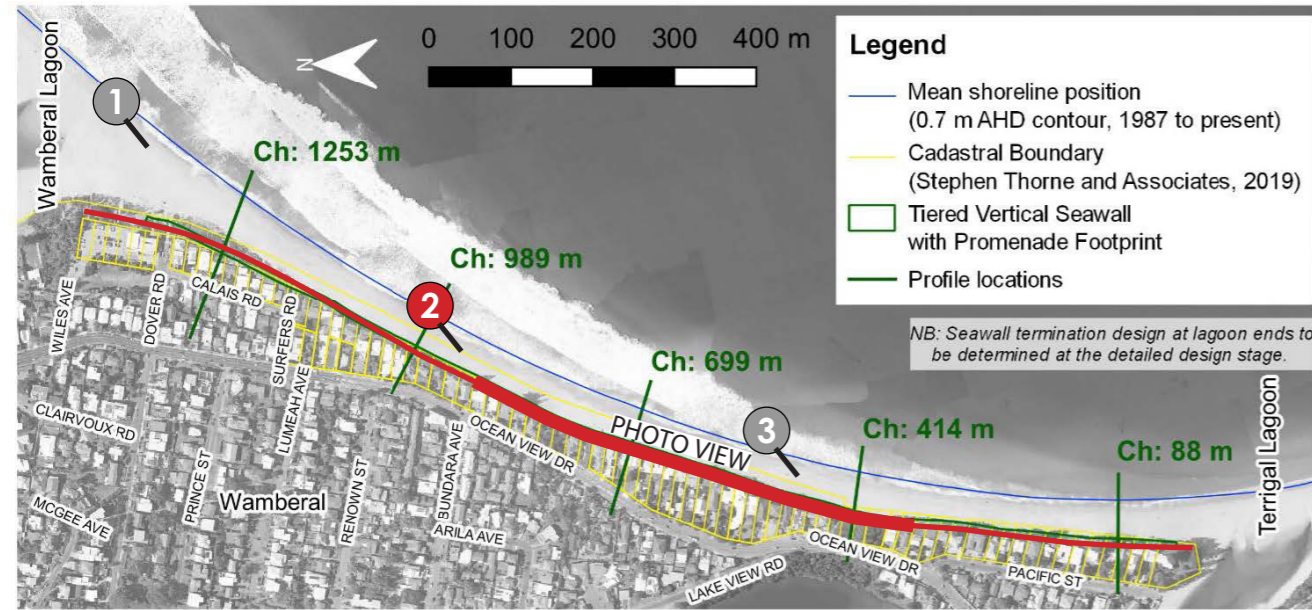 Wamberal Lagoon
1
N
0 100 200 300 400 m
Legend
Mean shoreline position
(0.7 m AHD contour, 1987 to present)
Cadastral Boundary
(Stephen Thorne and Associates, 2019)
Tiered Vertical Seawall
with Promenade Footprint
Profile locations
NB: Seawall termination design at lagoon ends to
be determined at the detailed design stage.
Ch: 1253 m
Ch: 989 m
2
Ch: 699 m
PHOTO VIEW
3
Ch: 414 m
Ch: 88 m
Terrigal Lagoon
WILES AVE
DOVER RD
CALAIS RD
SURFERS RD
LUMEAH AVE
CLAIRVOUX RD
PRINCE ST
Wamberal
RENOWN ST
BUNDARA AVE
OCEAN VIEW DR
MCGEE AVE
ARILA AVE
LAKE VIEW RD
OCEAN VIEW DR
PACIFIC ST